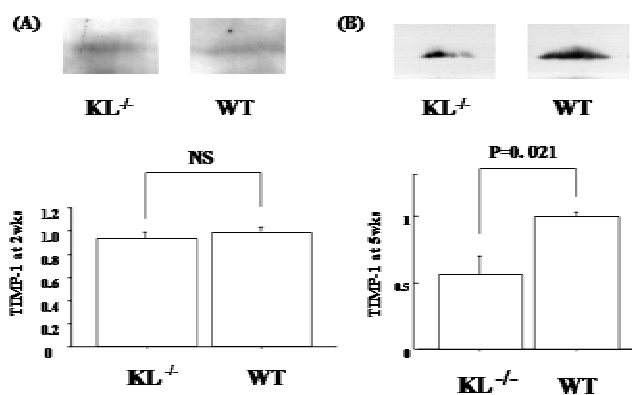 (A)
KL-/-
WT
NS
TIMP-1 at 2wks
1.2
1.0
0.8
0.6
0.4
0.2
0
KL-/-
WT
(B)
KL-/-
WT
P=0.021
TIMP-1 at 5wks
1
0.5
0
KL-/-
WT